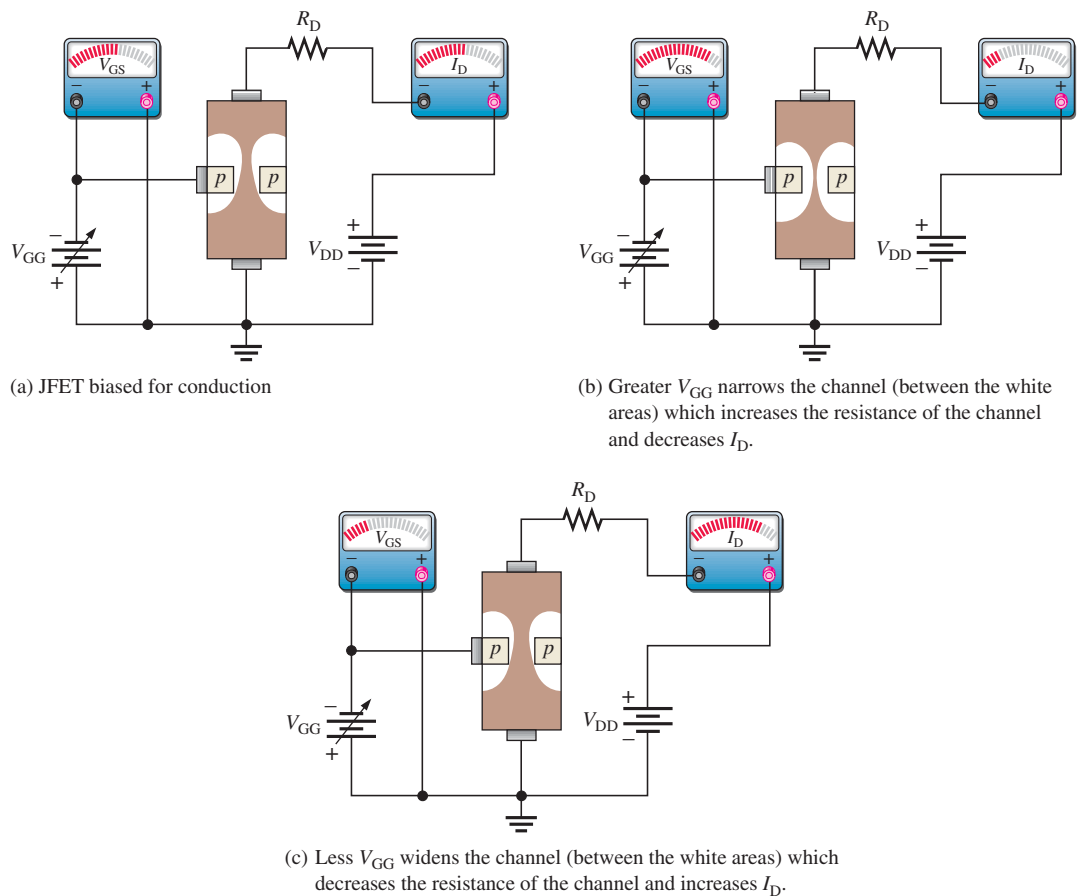 R_D
R_D
V_GS
I_D
V_GS
I_D
− +
− +
− +
− +
p p
p p
−
+
−
+
V_GG
V_DD
V_GG
V_DD
+
−
+
−
(a) JFET biased for conduction
(b) Greater V_GG narrows the channel (between the white
areas) which increases the resistance of the channel
and decreases I_D.
R_D
V_GS
I_D
− +
− +
p p
−
+
V_GG
V_DD
+
−
(c) Less V_GG widens the channel (between the white areas) which
decreases the resistance of the channel and increases I_D.